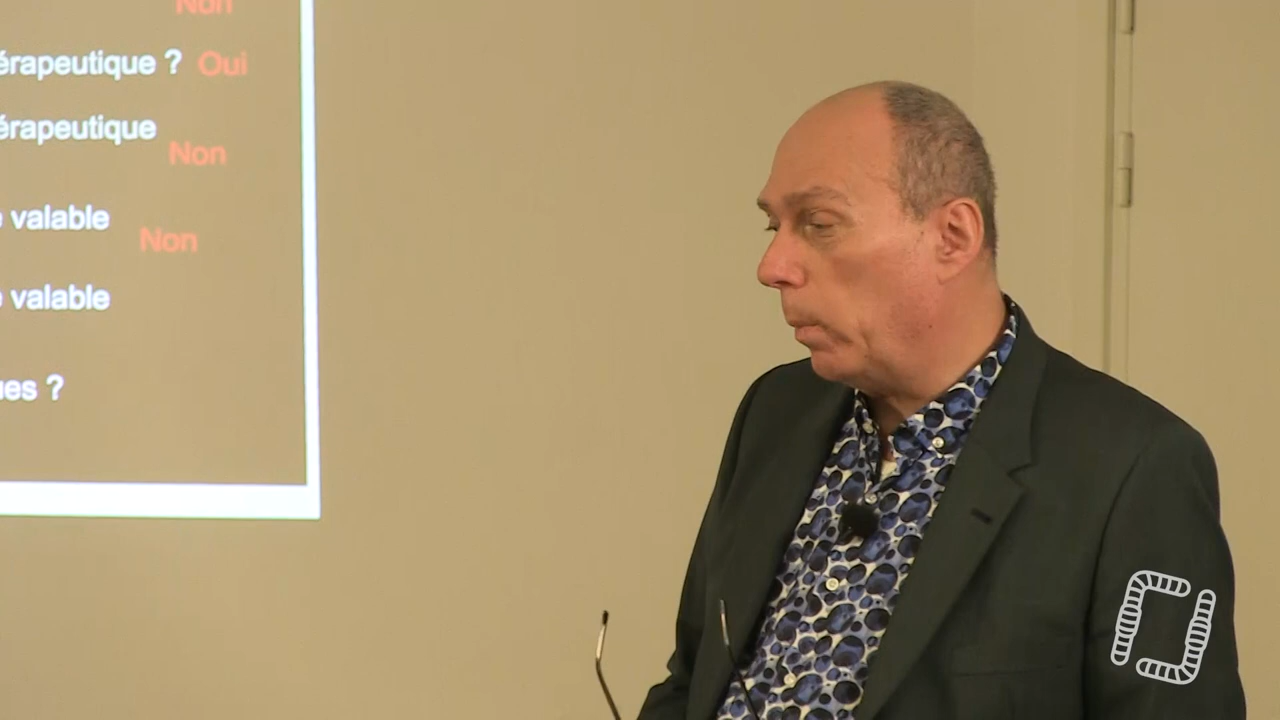 Non
érapeutique ? Oui
érapeutique
Non
valable
Non
valable
ues ?